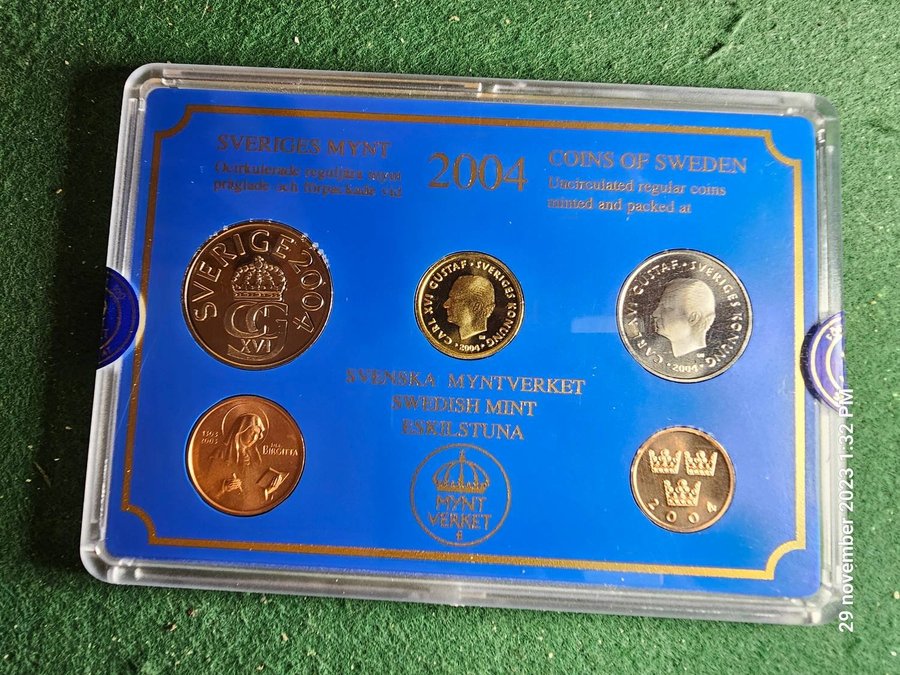 SVERIGES MYNT
Ocirkulerade reguljära mynt
präglade och förpackade vid
2004
COINS OF SWEDEN
Uncirculated regular coins
minted and packed at
SVERIGE 2004
XVI
CARL XVI GUSTAF · SVERIGES KONUNG
· 2004 ·
CARL XVI GUSTAF · SVERIGES KONUNG
· 2004 ·
SVENSKA MYNTVERKET
SWEDISH MINT
ESKILSTUNA
1303
2003
BIRGITTA
MYNT
VERKET
2004
29 november 2023 1:32 PM